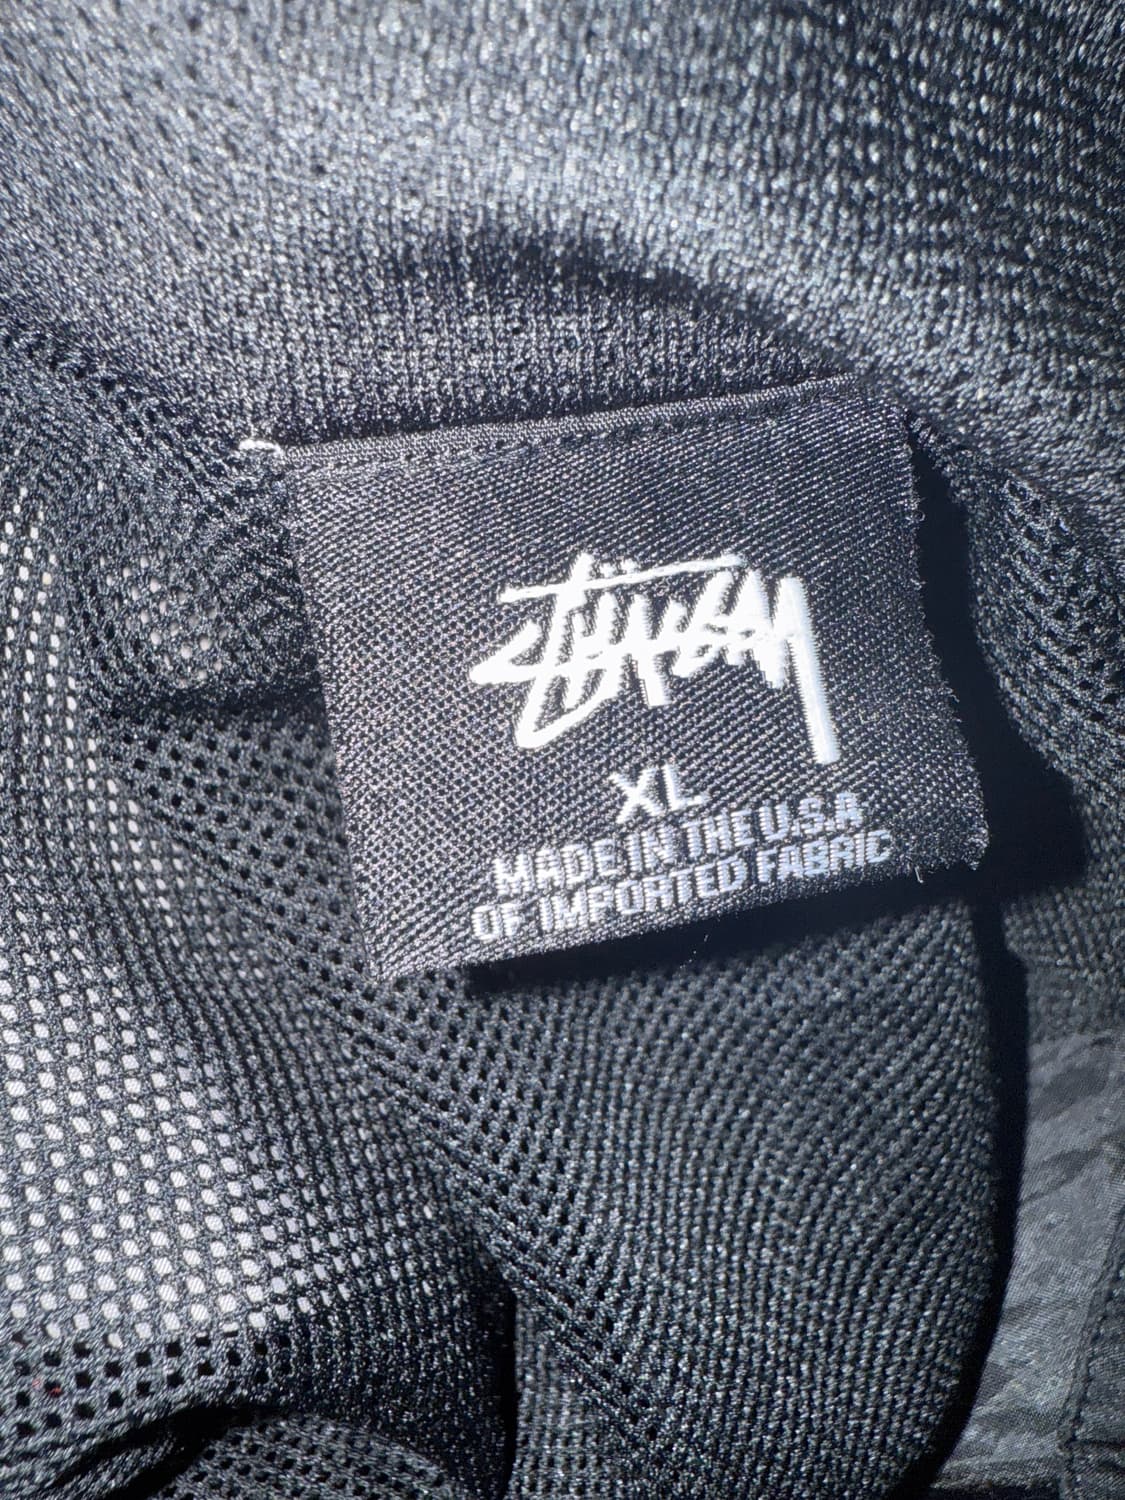 Stüssy
XL
MADE IN THE U.S.A
OF IMPORTED FABRIC